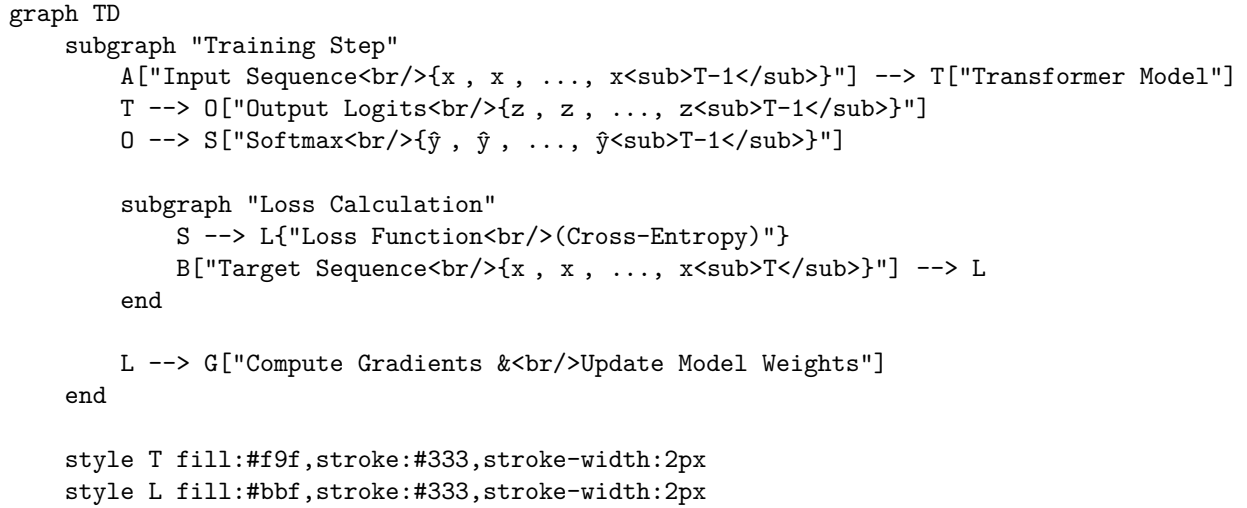 graph TD
    subgraph "Training Step"
        A["Input Sequence<br/>{x , x , ..., x<sub>T-1</sub>}"] --> T["Transformer Model"]
        T --> O["Output Logits<br/>{z , z , ..., z<sub>T-1</sub>}"]
        O --> S["Softmax<br/>{ŷ , ŷ , ..., ŷ<sub>T-1</sub>}"]

        subgraph "Loss Calculation"
            S --> L{"Loss Function<br/>(Cross-Entropy)"}
            B["Target Sequence<br/>{x , x , ..., x<sub>T</sub>}"] --> L
        end

        L --> G["Compute Gradients &<br/>Update Model Weights"]
    end

    style T fill:#f9f,stroke:#333,stroke-width:2px
    style L fill:#bbf,stroke:#333,stroke-width:2px